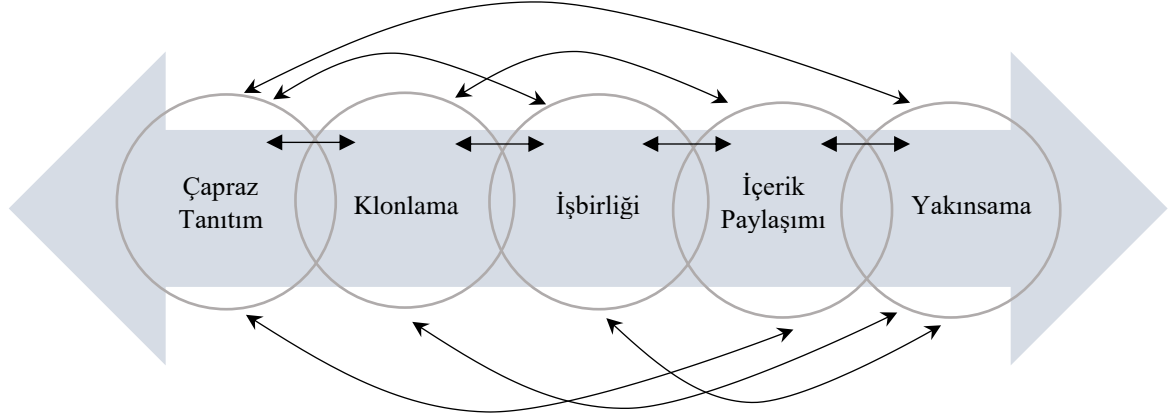 Çapraz
Tanıtım
Klonlama
İşbirliği
İçerik
Paylaşımı
Yakınsama